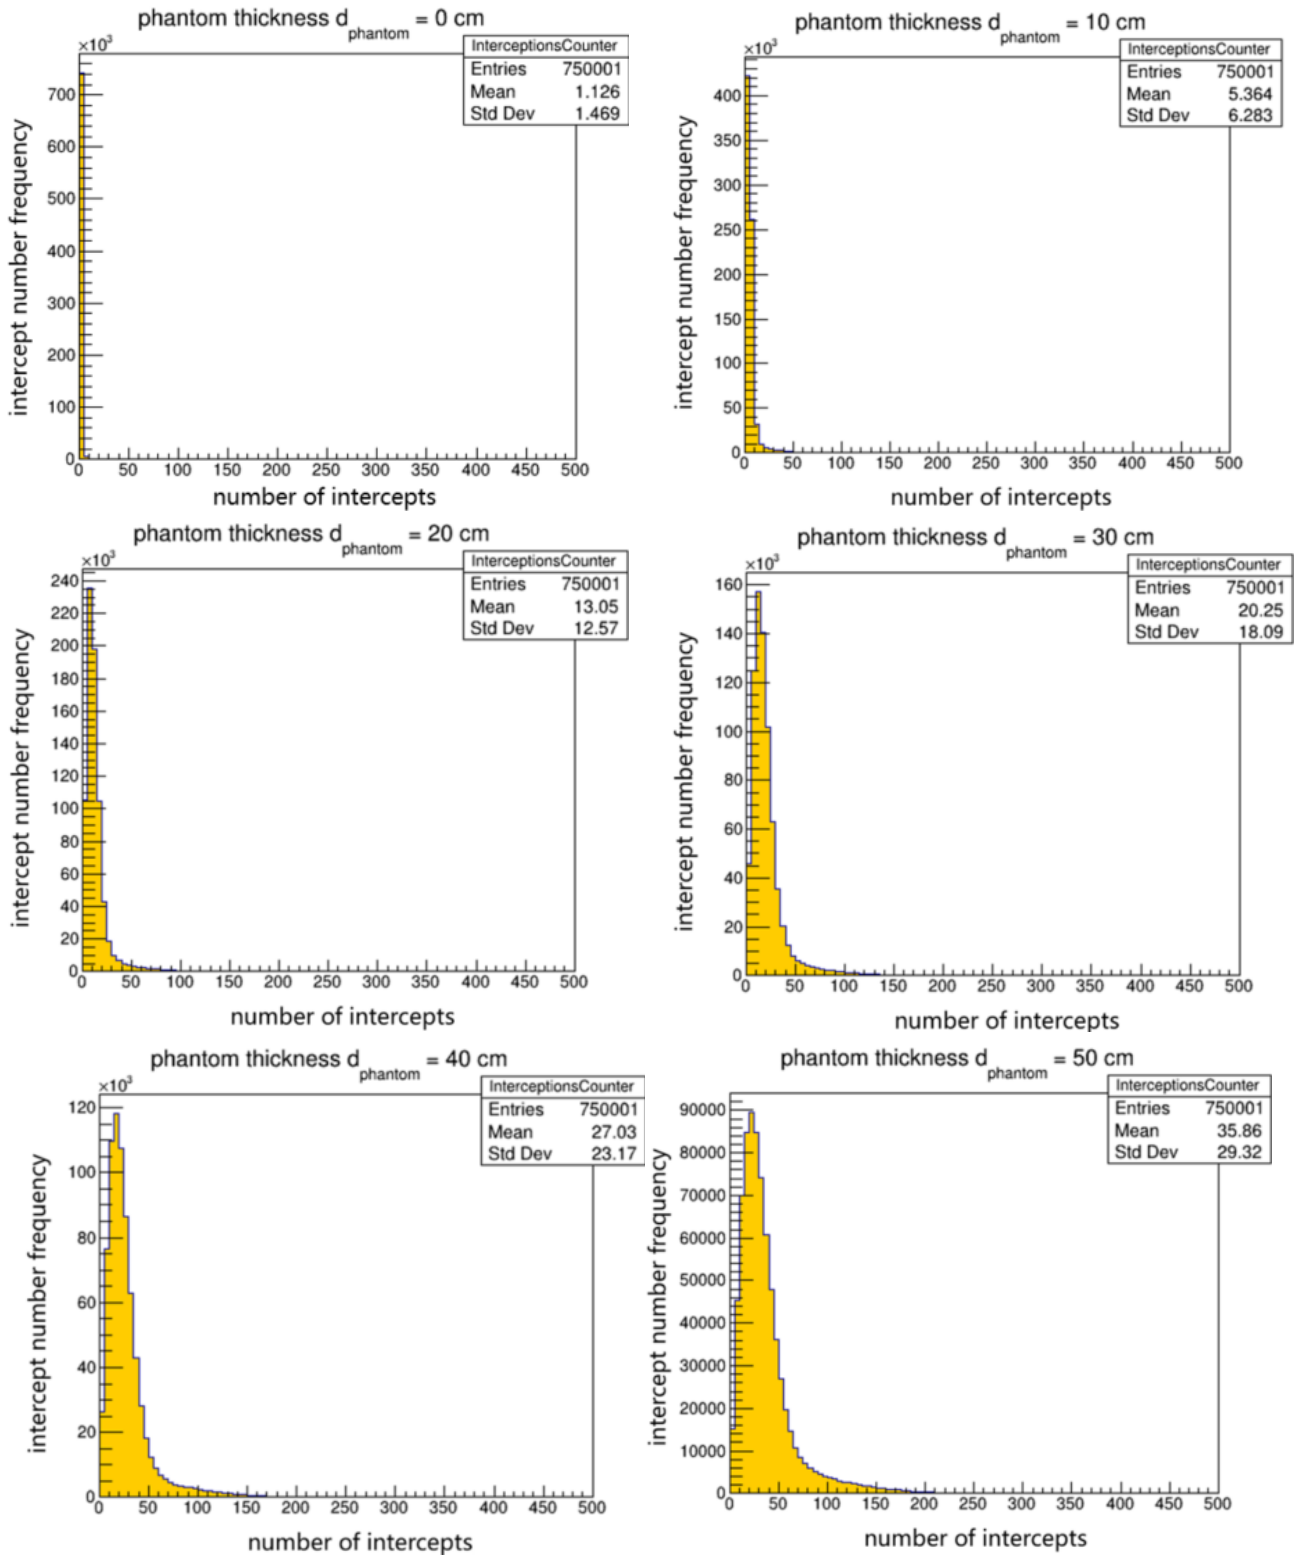 phantom thickness d_phantom = 0 cm
×10³
InterceptionsCounter
Entries 750001
Mean 1.126
Std Dev 1.469
intercept number frequency
700
600
500
400
300
200
100
0
0 50 100 150 200 250 300 350 400 450 500
number of intercepts
phantom thickness d_phantom = 10 cm
×10³
InterceptionsCounter
Entries 750001
Mean 5.364
Std Dev 6.283
intercept number frequency
400
350
300
250
200
150
100
50
0
0 50 100 150 200 250 300 350 400 450 500
number of intercepts
phantom thickness d_phantom = 20 cm
×10³
InterceptionsCounter
Entries 750001
Mean 13.05
Std Dev 12.57
intercept number frequency
240
220
200
180
160
140
120
100
80
60
40
20
0
0 50 100 150 200 250 300 350 400 450 500
number of intercepts
phantom thickness d_phantom = 30 cm
×10³
InterceptionsCounter
Entries 750001
Mean 20.25
Std Dev 18.09
intercept number frequency
160
140
120
100
80
60
40
20
0
0 50 100 150 200 250 300 350 400 450 500
number of intercepts
phantom thickness d_phantom = 40 cm
×10³
InterceptionsCounter
Entries 750001
Mean 27.03
Std Dev 23.17
intercept number frequency
120
100
80
60
40
20
0
0 50 100 150 200 250 300 350 400 450 500
number of intercepts
phantom thickness d_phantom = 50 cm
InterceptionsCounter
Entries 750001
Mean 35.86
Std Dev 29.32
intercept number frequency
90000
80000
70000
60000
50000
40000
30000
20000
10000
0
0 50 100 150 200 250 300 350 400 450 500
number of intercepts